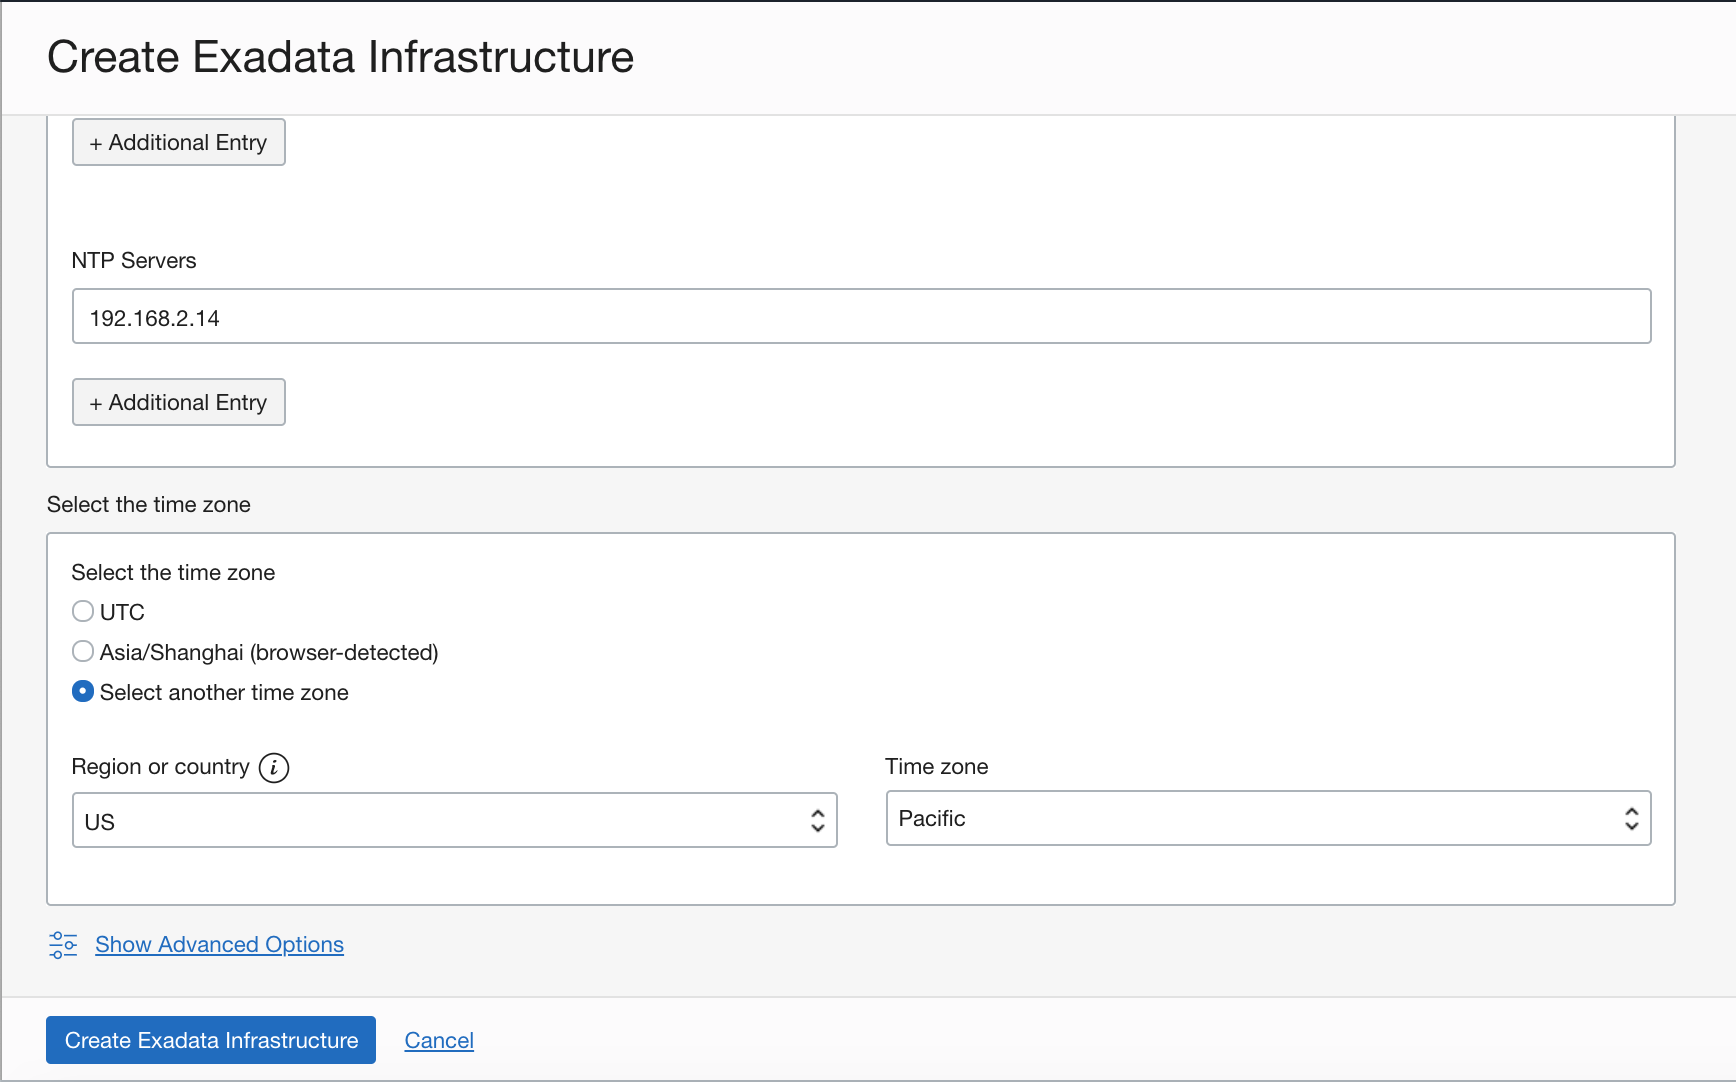 Create Exadata Infrastructure
+ Additional Entry
NTP Servers
192.168.2.14
+ Additional Entry
Select the time zone
Select the time zone
UTC
Asia/Shanghai (browser-detected)
Select another time zone
Region or country i
US
Time zone
Pacific
Show Advanced Options
Create Exadata Infrastructure
Cancel